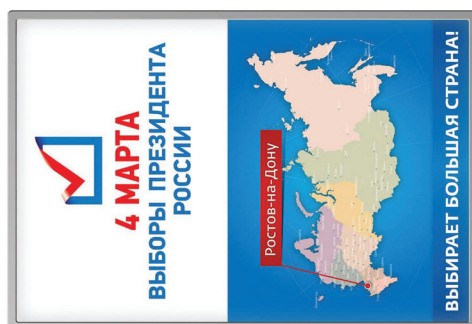 4 МАРТА
ВЫБОРЫ ПРЕЗИДЕНТА
РОССИИ
Ростов-на-Дону
ВЫБИРАЕТ БОЛЬШАЯ СТРАНА!